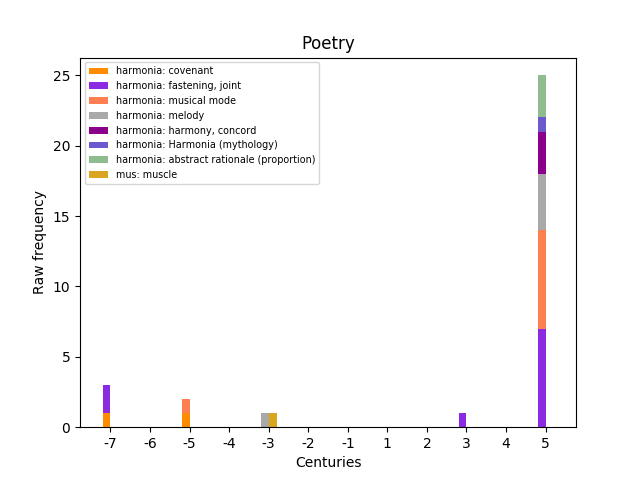 Poetry
harmonia: covenant
harmonia: fastening, joint
harmonia: musical mode
harmonia: melody
harmonia: harmony, concord
harmonia: Harmonia (mythology)
harmonia: abstract rationale (proportion)
mus: muscle
25
20
15
10
5
0
Raw frequency
-7 -6 -5 -4 -3 -2 -1 1 2 3 4 5
Centuries